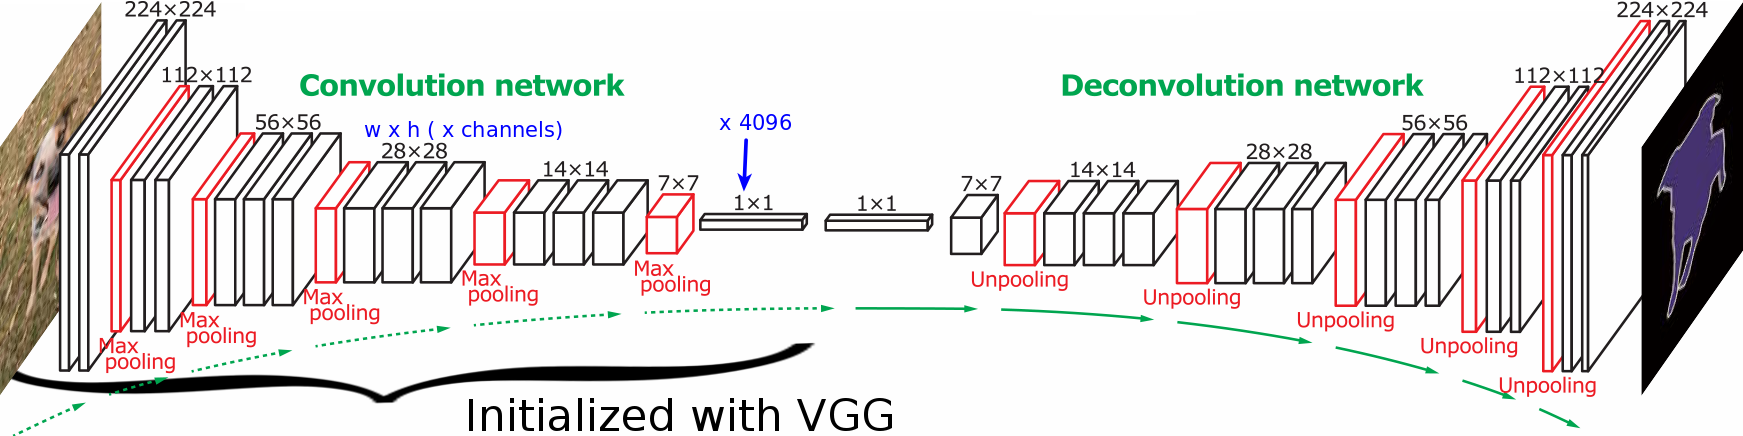 224×224
112×112
56×56
Convolution network
w x h ( x channels)
28×28
14×14
7×7
x 4096
1×1
1×1
Deconvolution network
7×7
14×14
28×28
56×56
112×112
224×224
Max
pooling
Max
pooling
Max
pooling
Max
pooling
Max
pooling
Unpooling
Unpooling
Unpooling
Unpooling
Unpooling
Initialized with VGG